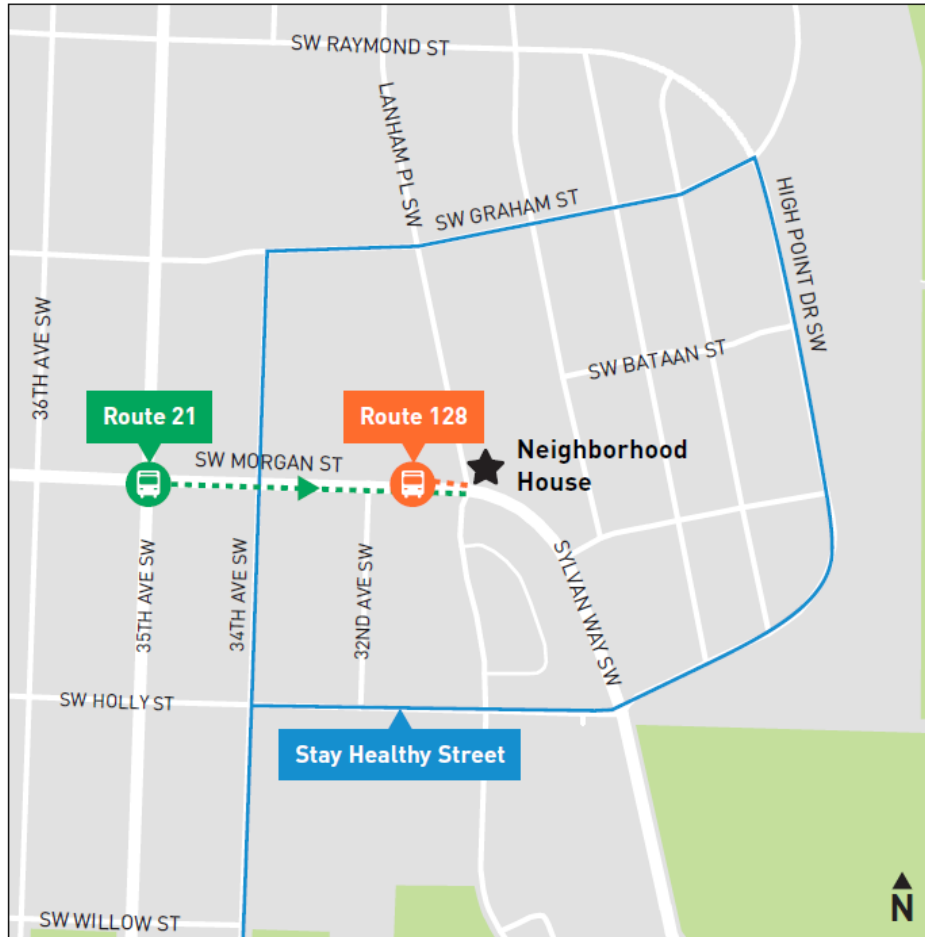 SW RAYMOND ST
LANHAM PL SW
SW GRAHAM ST
HIGH POINT DR SW
36TH AVE SW
SW BATAAN ST
Route 21
Route 128
SW MORGAN ST
Neighborhood
House
35TH AVE SW
34TH AVE SW
32ND AVE SW
SYLVAN WAY SW
SW HOLLY ST
Stay Healthy Street
SW WILLOW ST
N